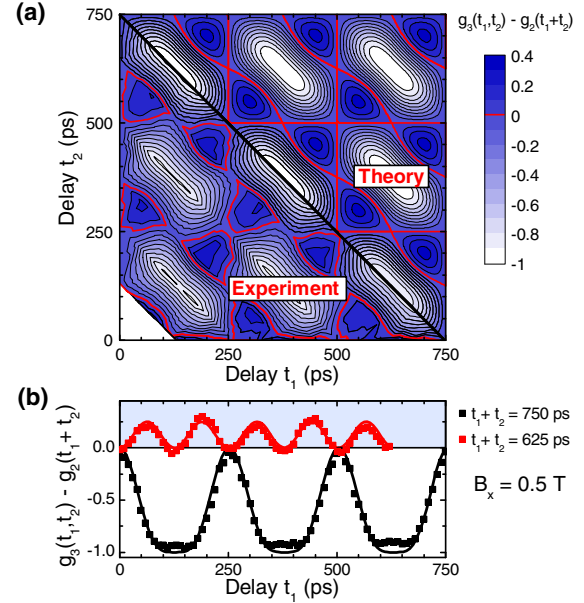 (a)
g₃(t₁,t₂) - g₂(t₁+t₂)
750
500
250
0
Delay t₂ (ps)
Theory
Experiment
0 250 500 750
Delay t₁ (ps)
0.4
0.2
0
-0.2
-0.4
-0.6
-0.8
-1
(b)
g₃(t₁,t₂) - g₂(t₁+ t₂)
0.0
-0.5
-1.0
0 250 500 750
Delay t₁ (ps)
t₁+ t₂ = 750 ps
t₁+ t₂ = 625 ps
Bₓ = 0.5 T